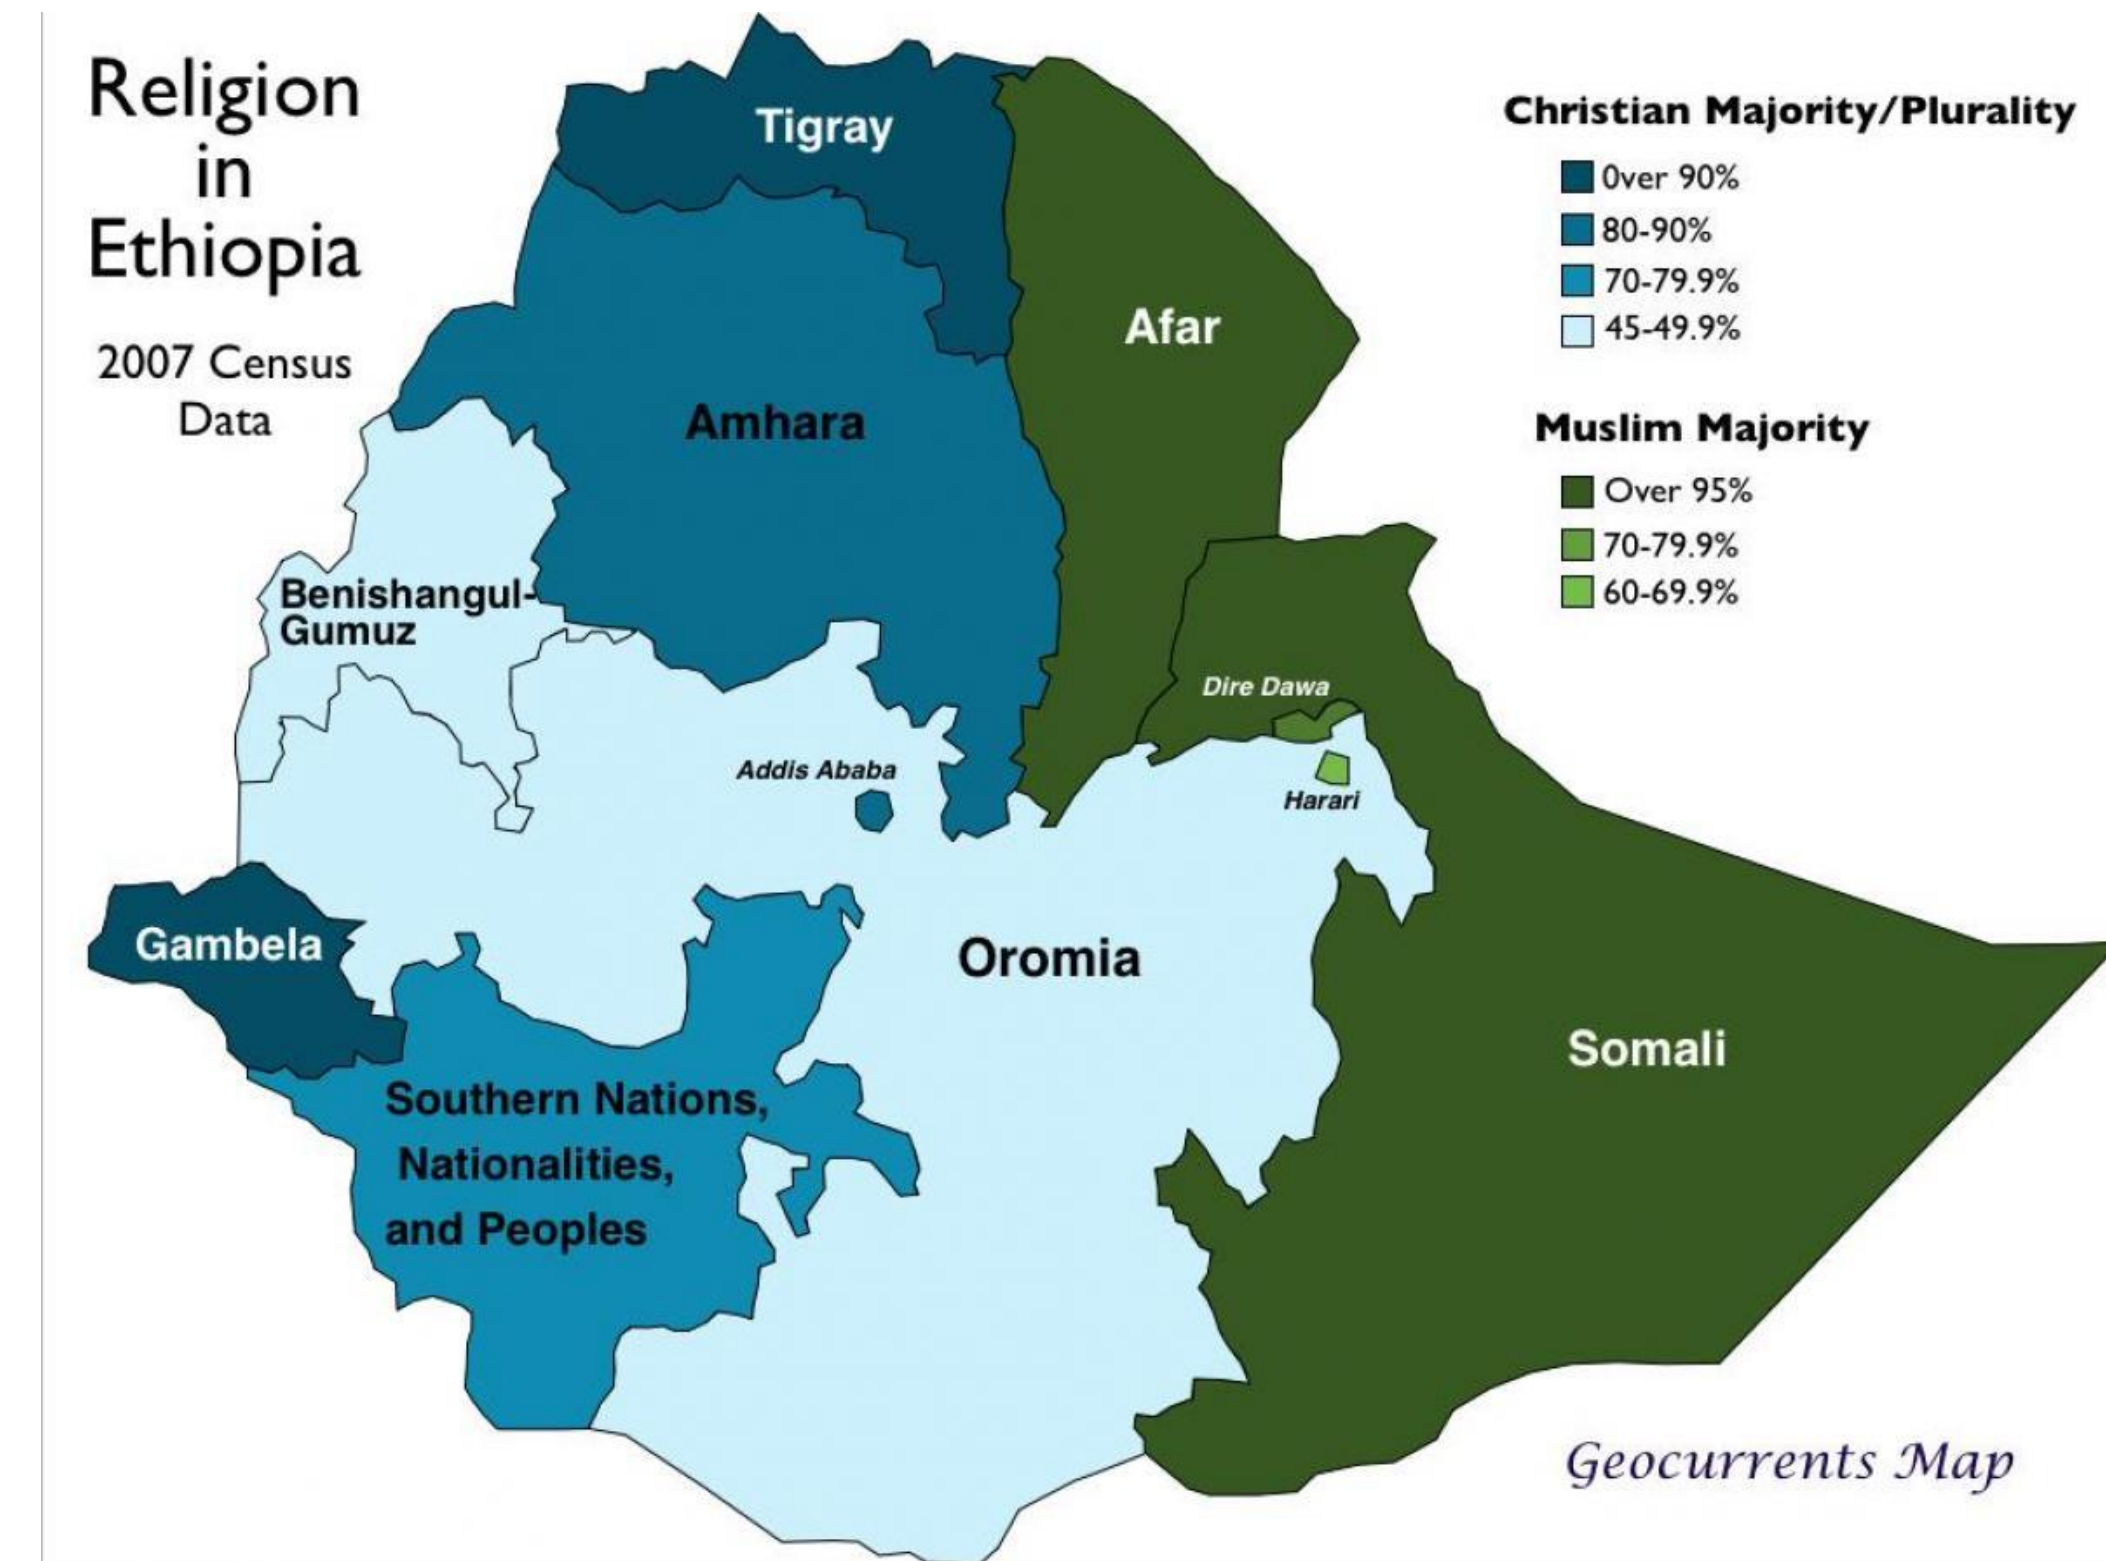 Religion
in
Ethiopia
2007 Census
Data
Christian Majority/Plurality
0ver 90%
80-90%
70-79.9%
45-49.9%
Muslim Majority
Over 95%
70-79.9%
60-69.9%
Tigray
Afar
Amhara
Benishangul-
Gumuz
Dire Dawa
Addis Ababa
Harari
Gambela
Oromia
Somali
Southern Nations,
Nationalities,
and Peoples
Geocurrents Map